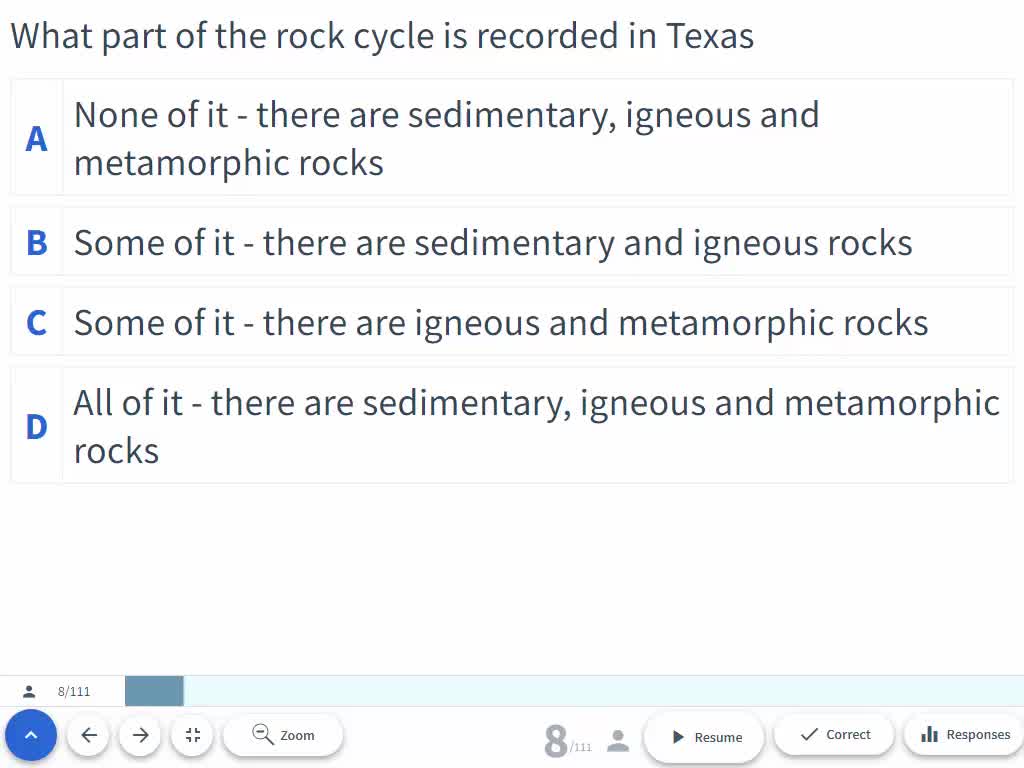 What part of the rock cycle is recorded in Texas
A
None of it - there are sedimentary, igneous and
metamorphic rocks
B
Some of it - there are sedimentary and igneous rocks
C
Some of it - there are igneous and metamorphic rocks
D
All of it - there are sedimentary, igneous and metamorphic
rocks
8/111
Zoom
8/111
Resume
Correct
Responses